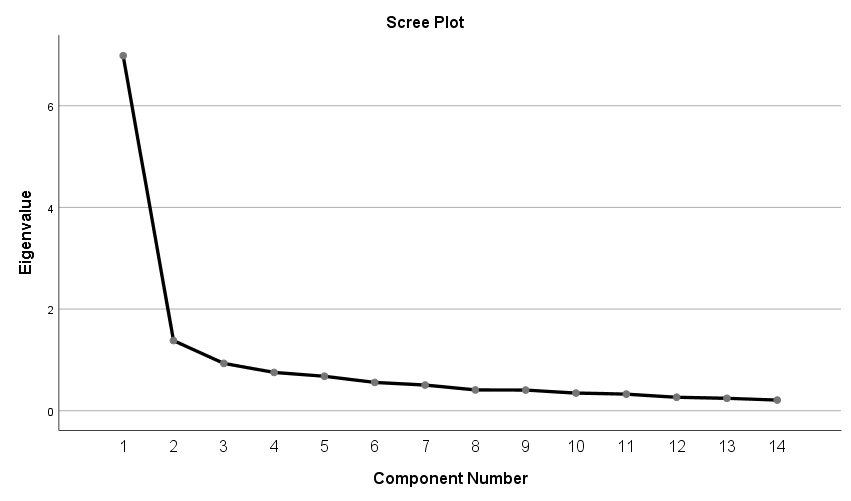 Scree Plot
Eigenvalue
6
4
2
0
1 2 3 4 5 6 7 8 9 10 11 12 13 14
Component Number